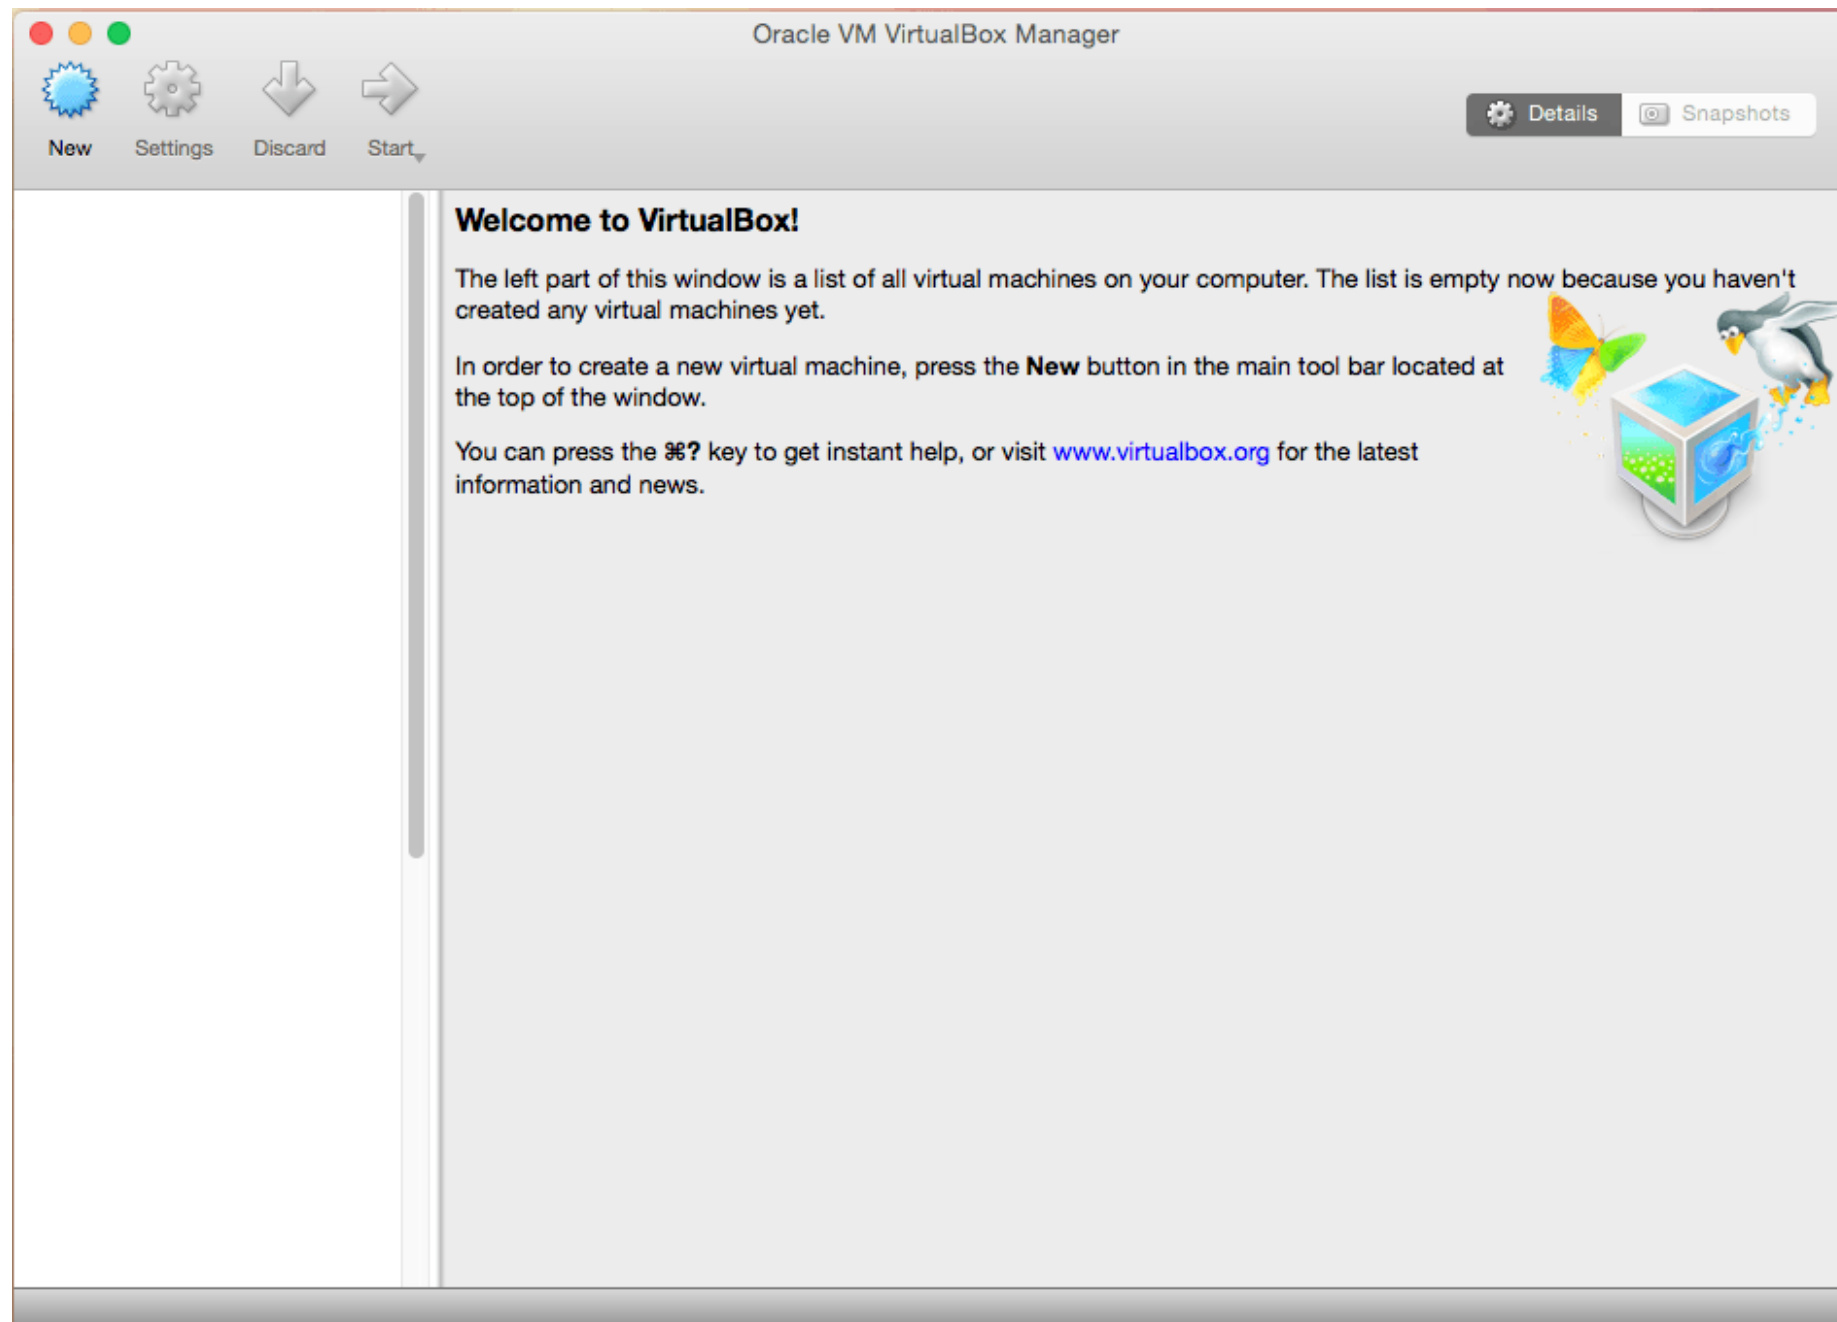 Oracle VM VirtualBox Manager
New
Settings
Discard
Start
Details
Snapshots
Welcome to VirtualBox!
The left part of this window is a list of all virtual machines on your computer. The list is empty now because you haven't
created any virtual machines yet.
In order to create a new virtual machine, press the New button in the main tool bar located at
the top of the window.
You can press the ⌘? key to get instant help, or visit www.virtualbox.org for the latest
information and news.